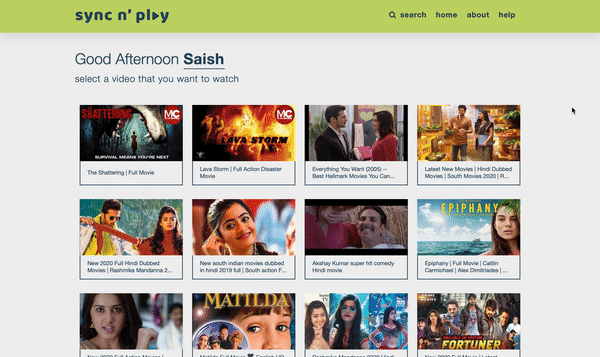 sync n' play
search home about help
Good Afternoon Saish
select a video that you want to watch
THE SHATTERING
MC
SURVIVAL MEANS YOU'RE NEXT
LAVA STORM
MC
The Shattering | Full Movie
Lava Storm | Full Action Disaster
Movie
Everything You Want (2005) --
Best Hallmark Movies You Can...
Latest New Movies | Hindi Dubbed
Movies | South Movies 2020 | R...
EPIPHANY
New 2020 Full Hindi Dubbed
Movies | Rashmika Mandanna 2...
New south indian movies dubbed
in hindi 2019 full | South action F...
Akshay Kumar super hit comedy
Hindi movie
Epiphany | Full Movie | Caitlin
Carmichael | Alex Dimitriades | ...
MATILDA
FORTUNER